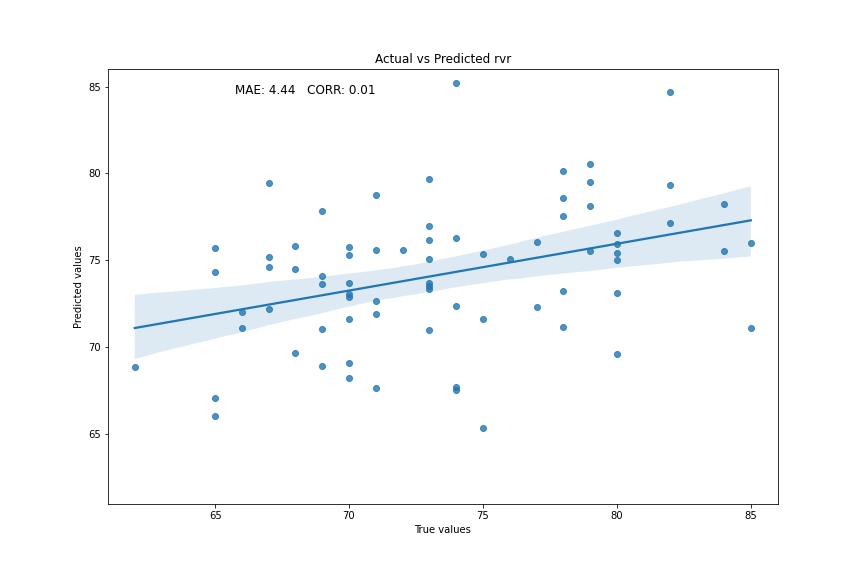 Actual vs Predicted rvr
MAE: 4.44   CORR: 0.01
85
80
75
70
65
Predicted values
65 70 75 80 85
True values